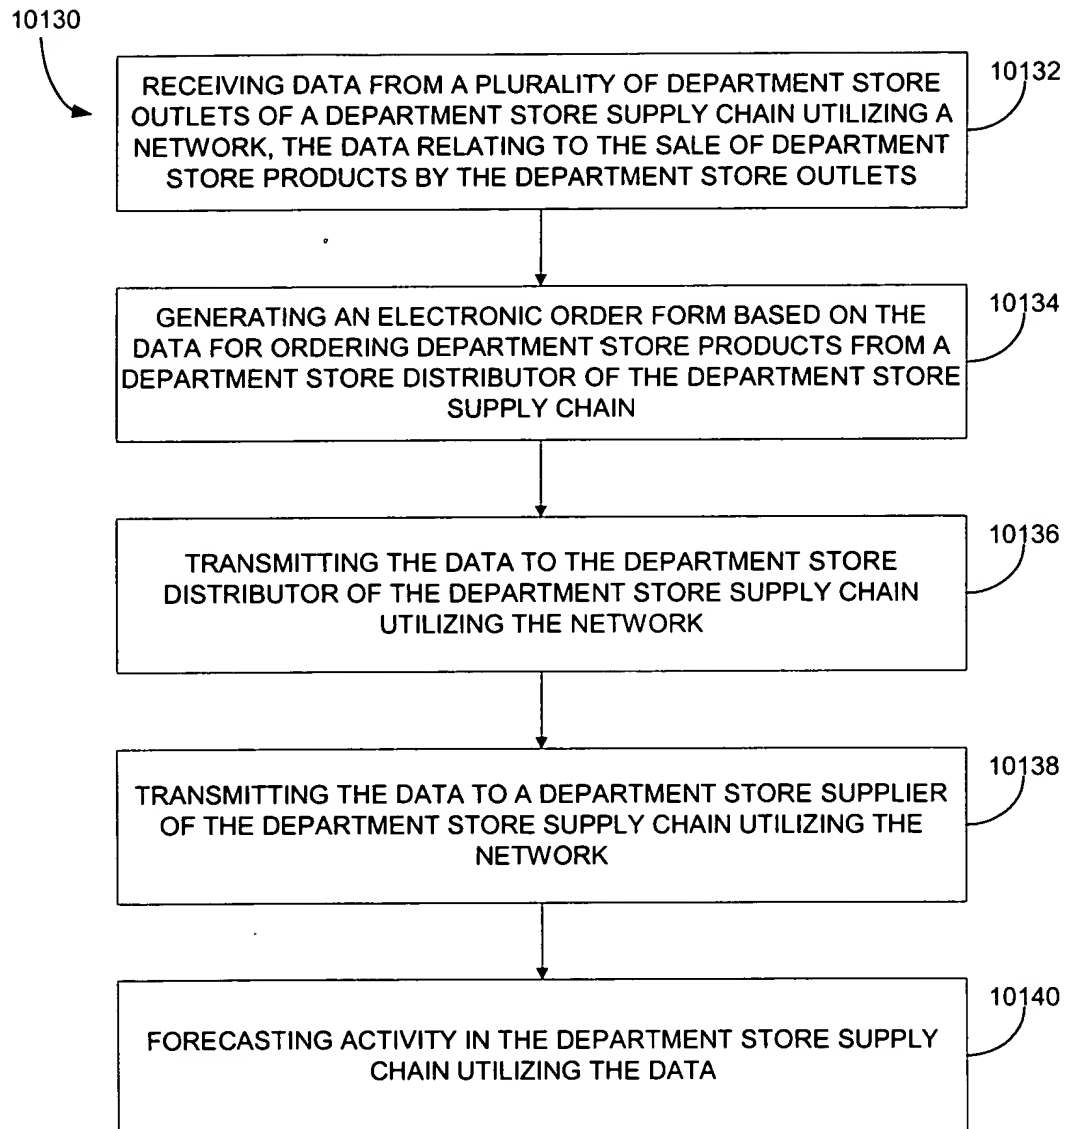 10130
10132
RECEIVING DATA FROM A PLURALITY OF DEPARTMENT STORE
OUTLETS OF A DEPARTMENT STORE SUPPLY CHAIN UTILIZING A
NETWORK, THE DATA RELATING TO THE SALE OF DEPARTMENT
STORE PRODUCTS BY THE DEPARTMENT STORE OUTLETS
10134
GENERATING AN ELECTRONIC ORDER FORM BASED ON THE
DATA FOR ORDERING DEPARTMENT STORE PRODUCTS FROM A
DEPARTMENT STORE DISTRIBUTOR OF THE DEPARTMENT STORE
SUPPLY CHAIN
10136
TRANSMITTING THE DATA TO THE DEPARTMENT STORE
DISTRIBUTOR OF THE DEPARTMENT STORE SUPPLY CHAIN
UTILIZING THE NETWORK
10138
TRANSMITTING THE DATA TO A DEPARTMENT STORE SUPPLIER
OF THE DEPARTMENT STORE SUPPLY CHAIN UTILIZING THE
NETWORK
10140
FORECASTING ACTIVITY IN THE DEPARTMENT STORE SUPPLY
CHAIN UTILIZING THE DATA